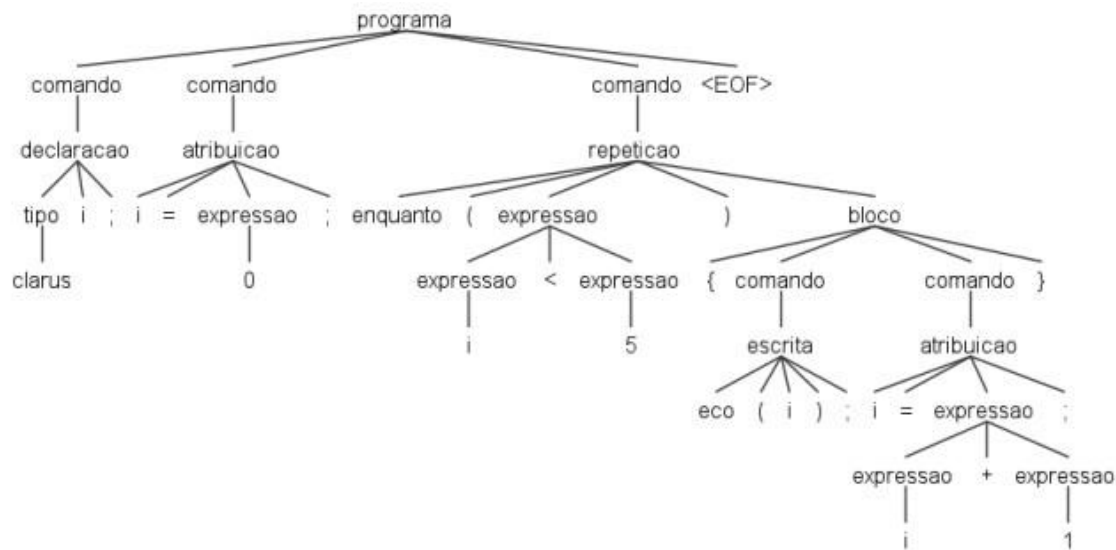 programa
comando comando comando <EOF>
declaracao atribuicao repeticao
tipo i ; i = expressao ; enquanto ( expressao ) bloco
clarus 0 expressao < expressao { comando comando }
i 5 escrita atribuicao
eco ( i ) ; i = expressao ;
expressao + expressao
i 1